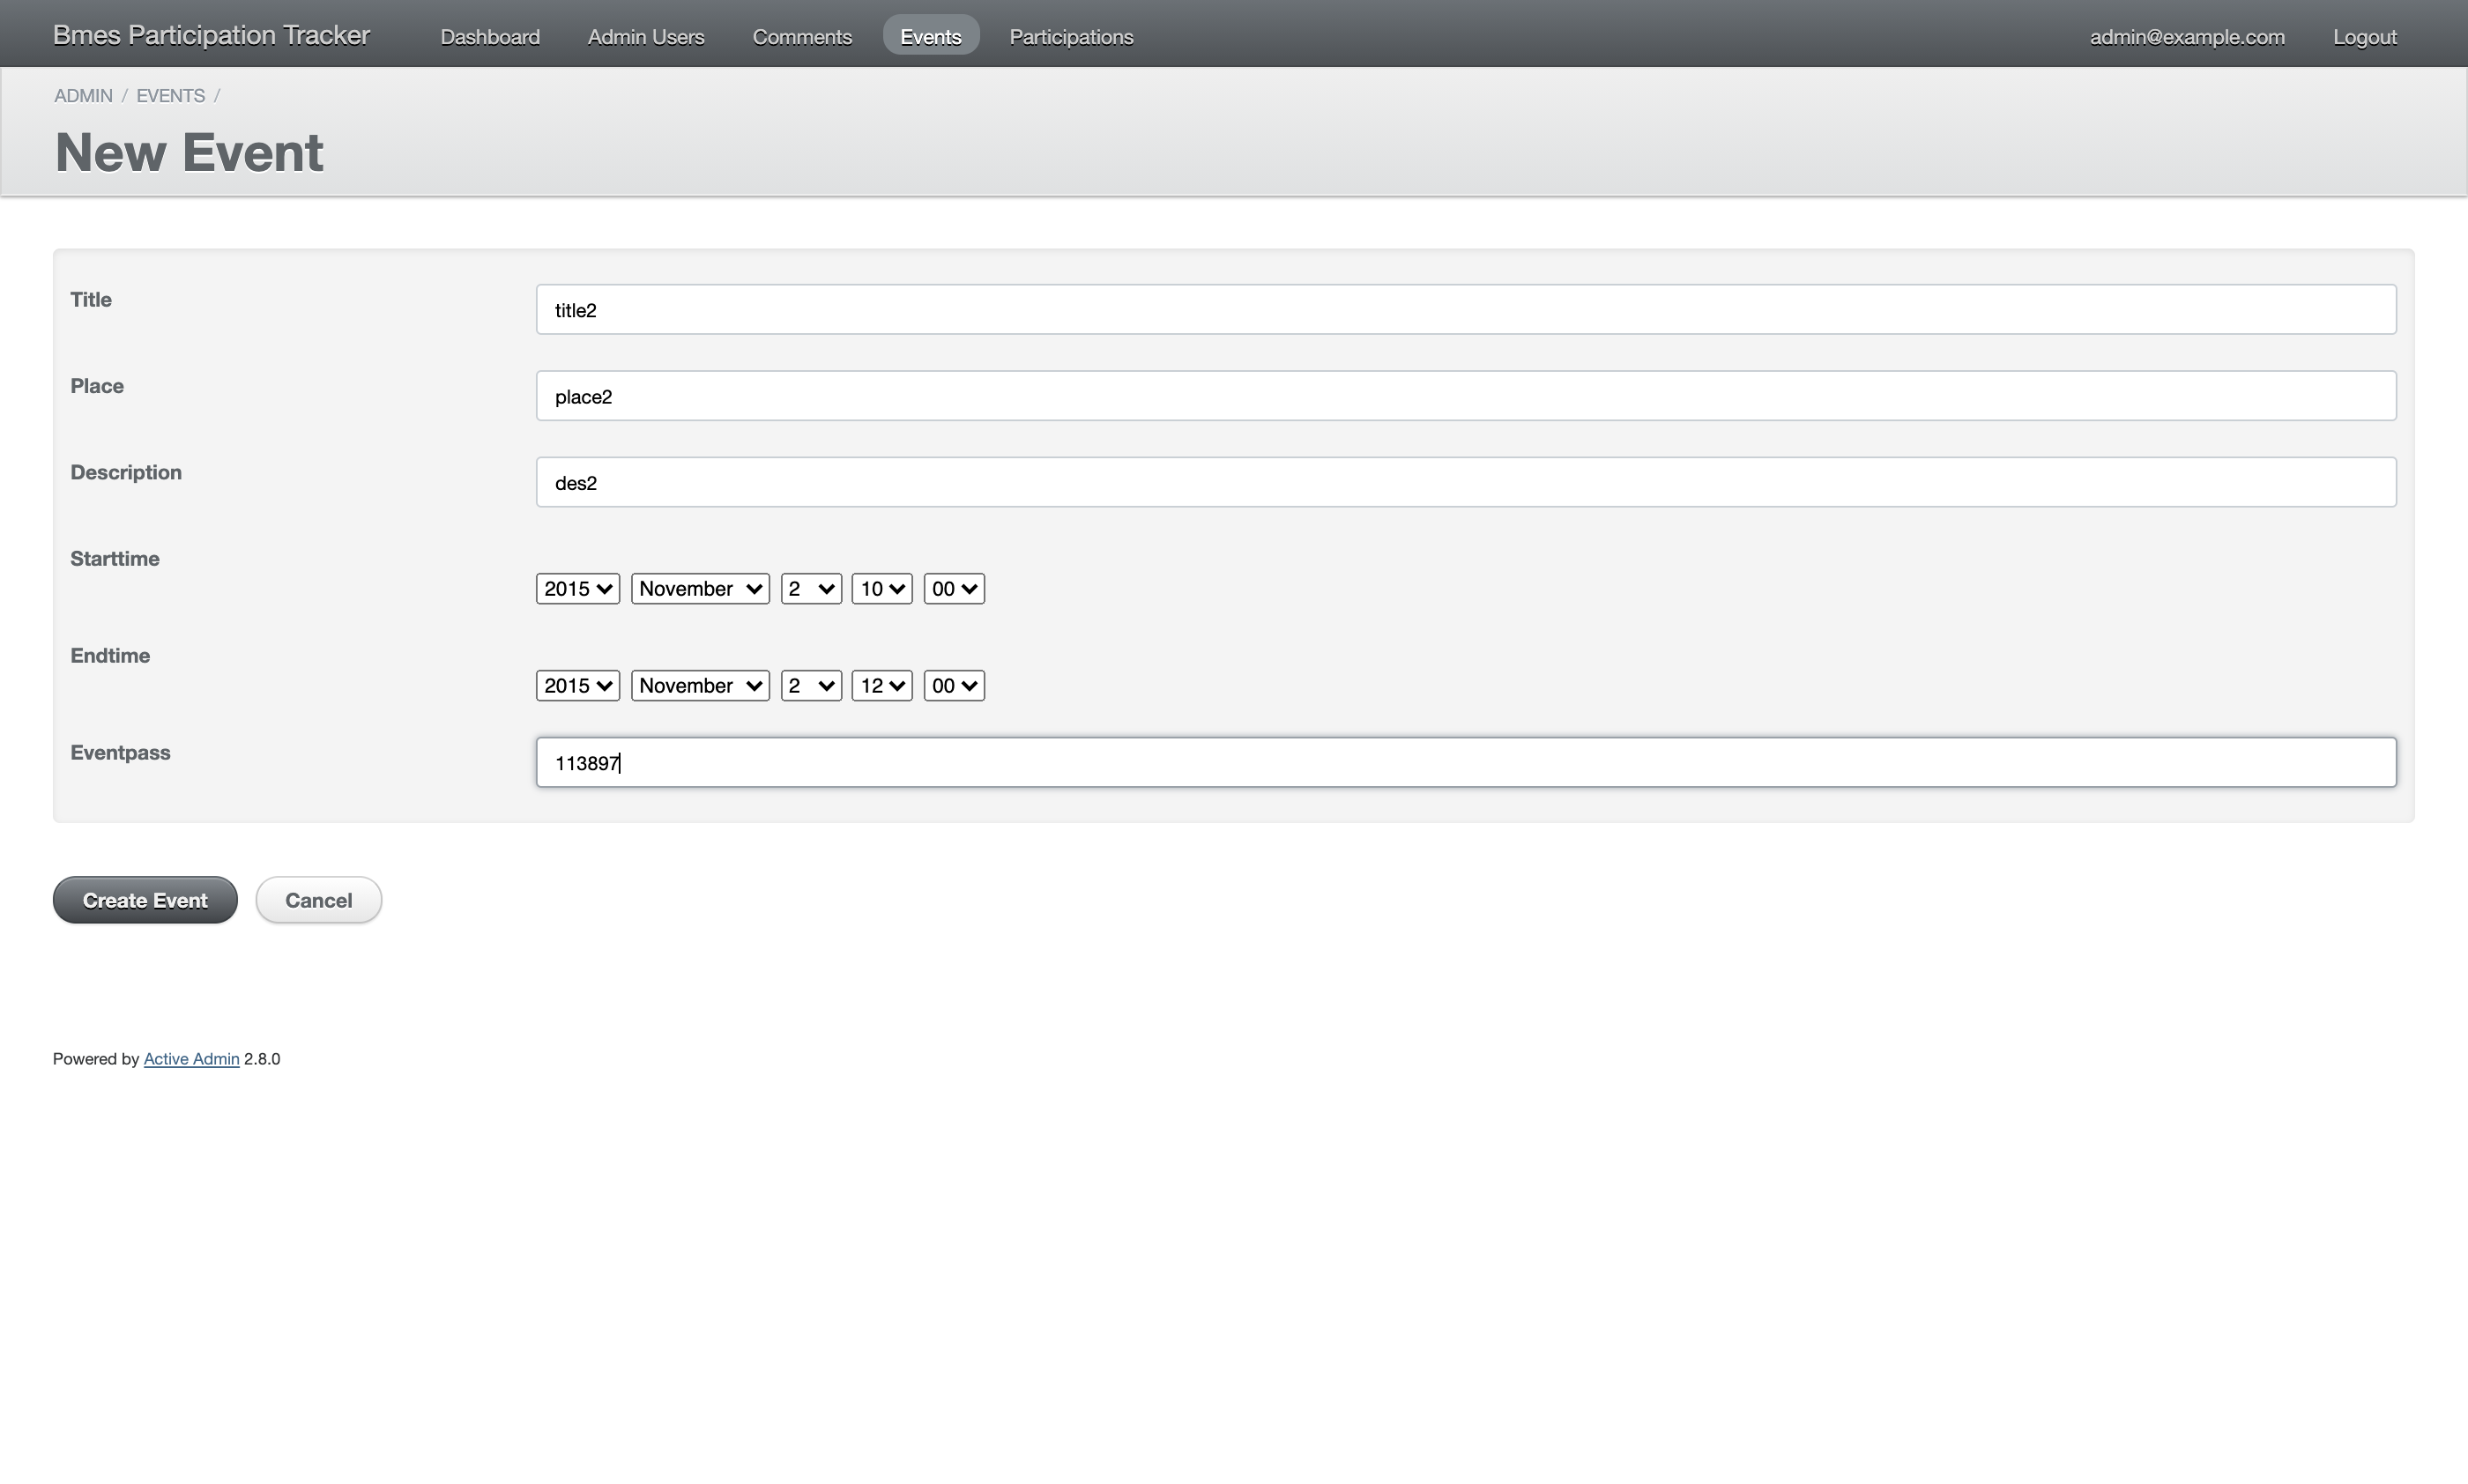 Bmes Participation Tracker Dashboard Admin Users Comments Events Participations admin@example.com Logout
ADMIN / EVENTS /
New Event
Title title2
Place place2
Description des2
Starttime
2015 November 2 10 00
Endtime
2015 November 2 12 00
Eventpass 113897
Create Event Cancel
Powered by Active Admin 2.8.0